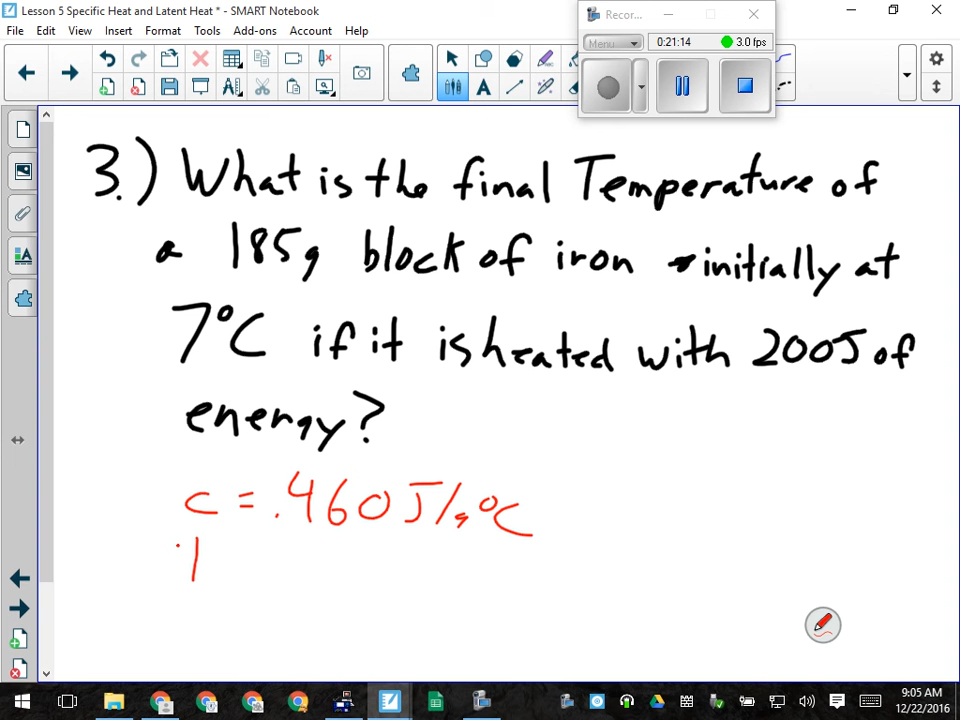 Lesson 5 Specific Heat and Latent Heat * - SMART Notebook
File Edit View Insert Format Tools Add-ons Account Help
Recor...
Menu 0:21:14 3.0 fps
A
3.) What is the final Temperature of
a 185g block of iron initially at
7°C if it is heated with 200J of
energy?
c = .460 J/g°C
9:05 AM
12/22/2016